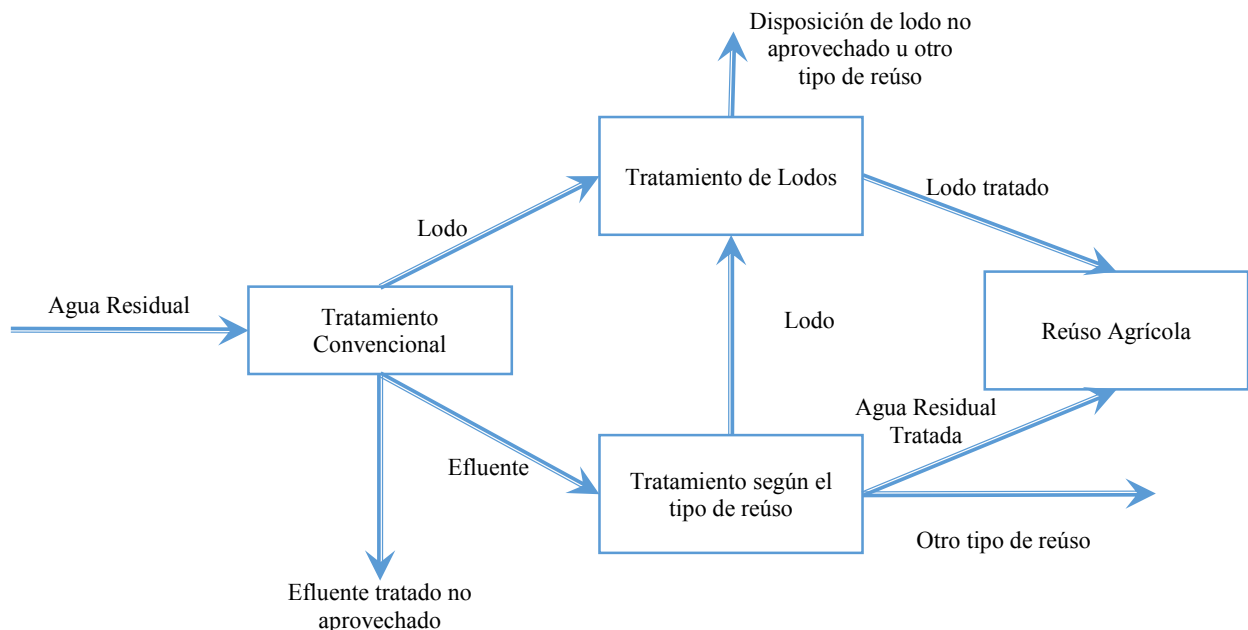 Disposición de lodo no
aprovechado u otro
tipo de reúso
Tratamiento de Lodos
Lodo tratado
Lodo
Agua Residual
Tratamiento
Convencional
Lodo
Reúso Agrícola
Agua Residual
Tratada
Efluente
Tratamiento según el
tipo de reúso
Otro tipo de reúso
Efluente tratado no
aprovechado